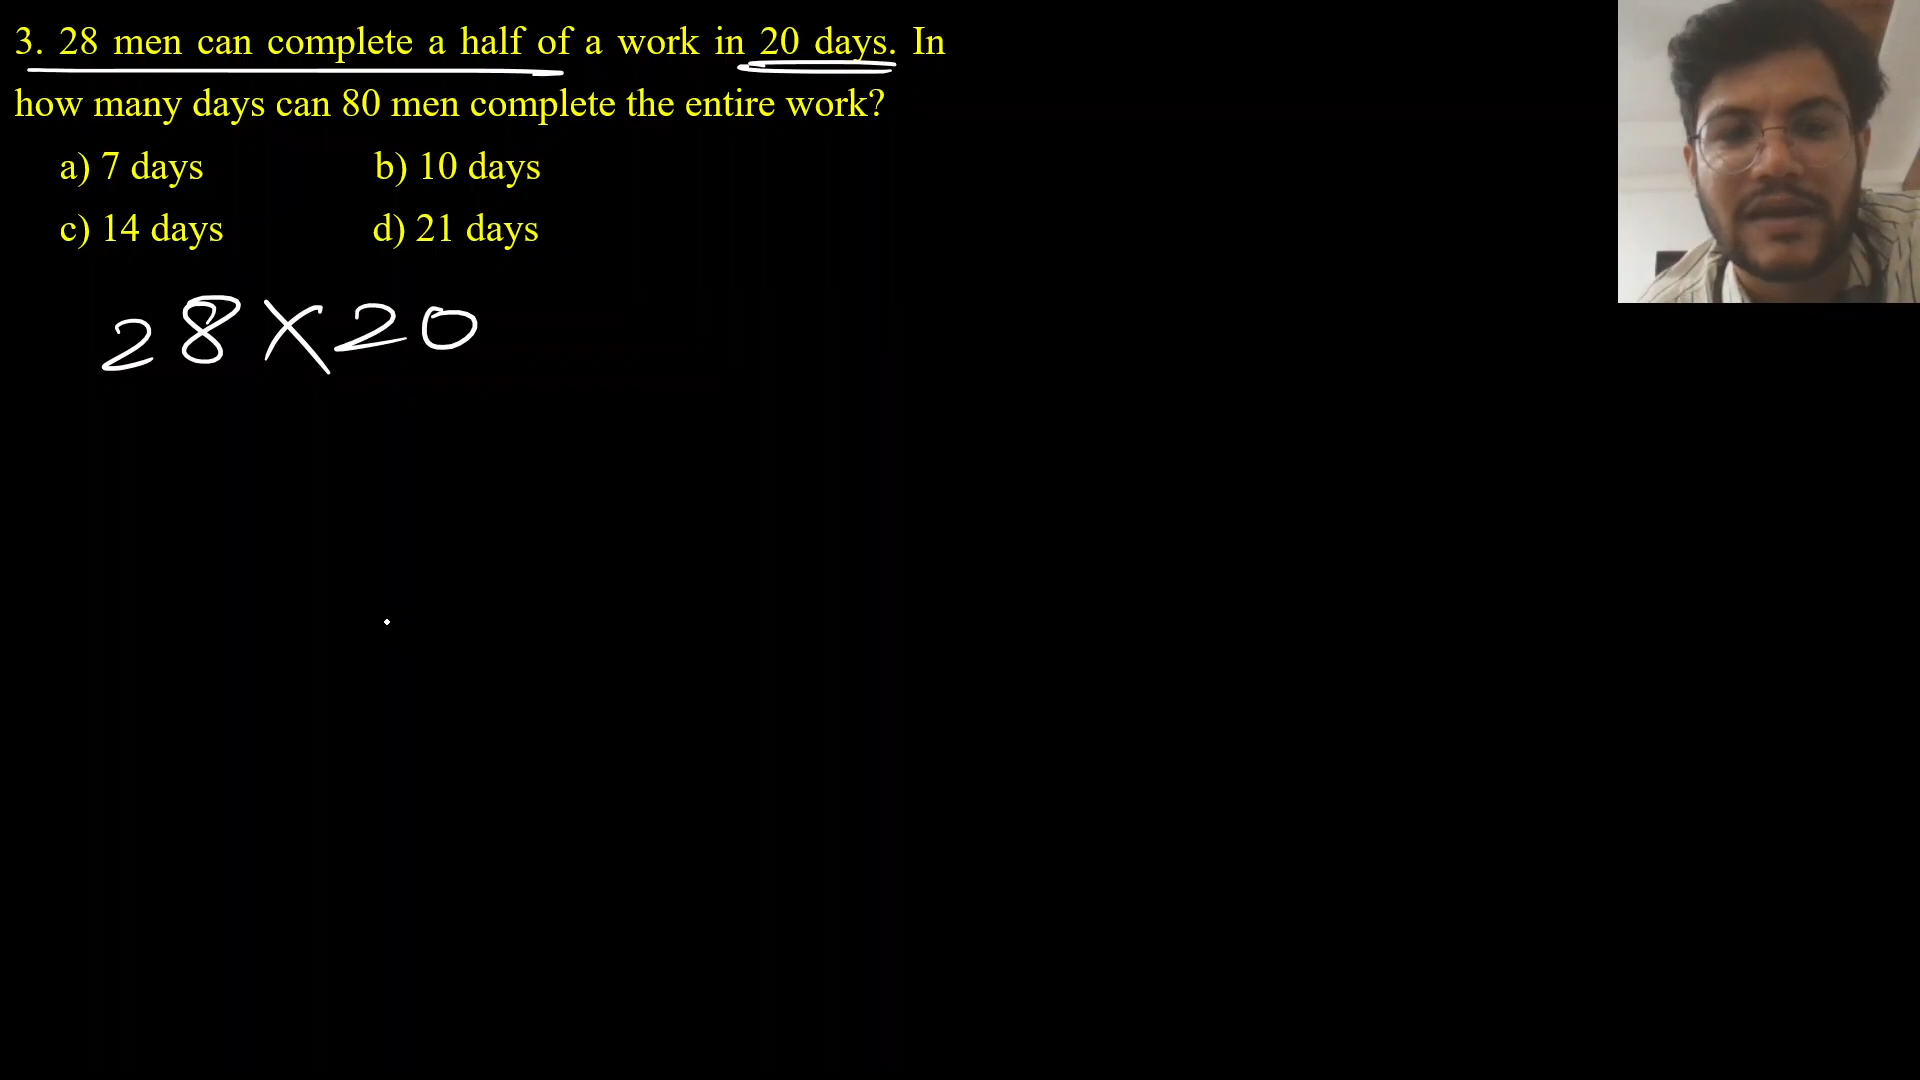 3. 28 men can complete a half of a work in 20 days. In
how many days can 80 men complete the entire work?
a) 7 days b) 10 days
c) 14 days d) 21 days
28 X 20